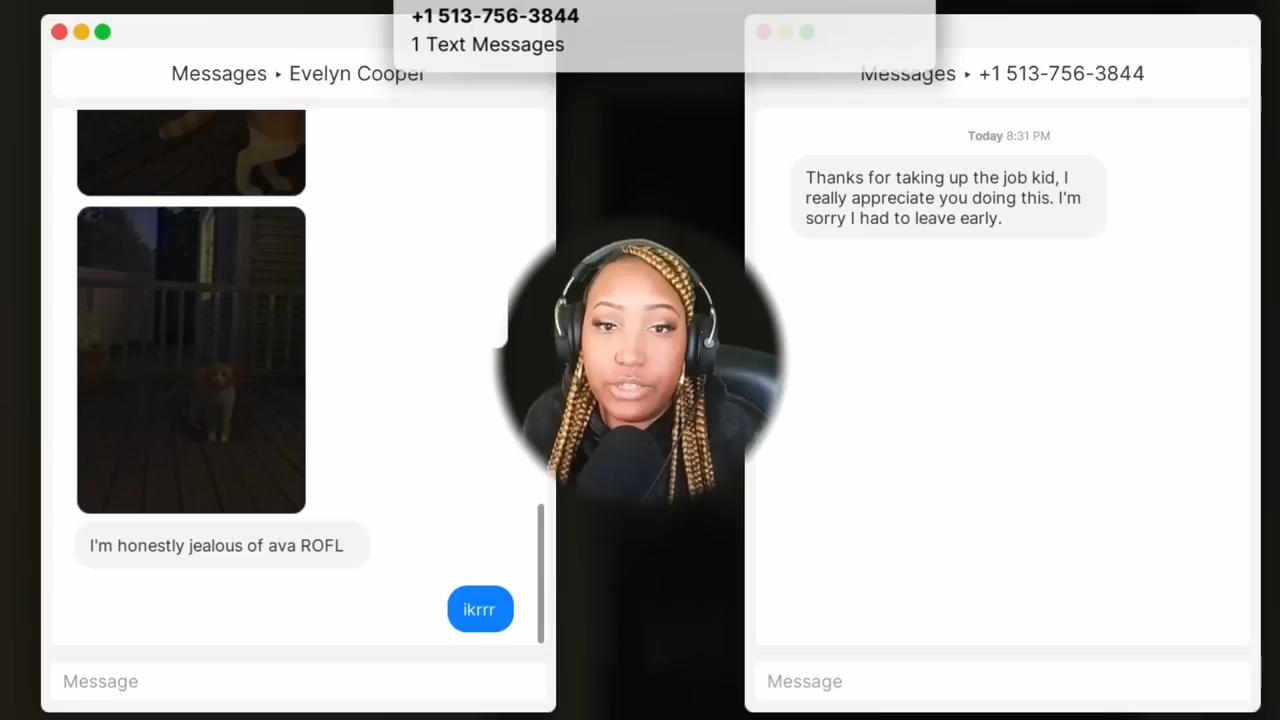 +1 513-756-3844
1 Text Messages
Messages ‣ Evelyn Cooper
I'm honestly jealous of ava ROFL
ikrrr
Message
Messages ‣ +1 513-756-3844
Today 8:31 PM
Thanks for taking up the job kid, I
really appreciate you doing this. I'm
sorry I had to leave early.
Message